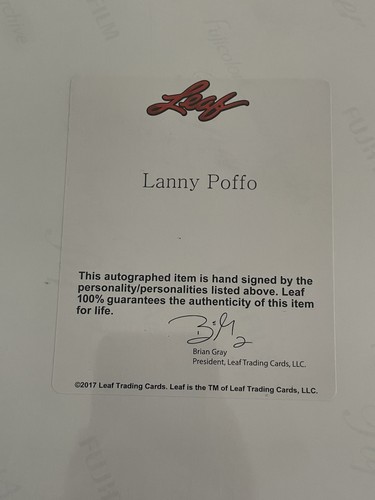 Leaf
Lanny Poffo
This autographed item is hand signed by the
personality/personalities listed above. Leaf
100% guarantees the authenticity of this item
for life.
Brian Gray
President, Leaf Trading Cards, LLC.
©2017 Leaf Trading Cards. Leaf is the TM of Leaf Trading Cards, LLC.